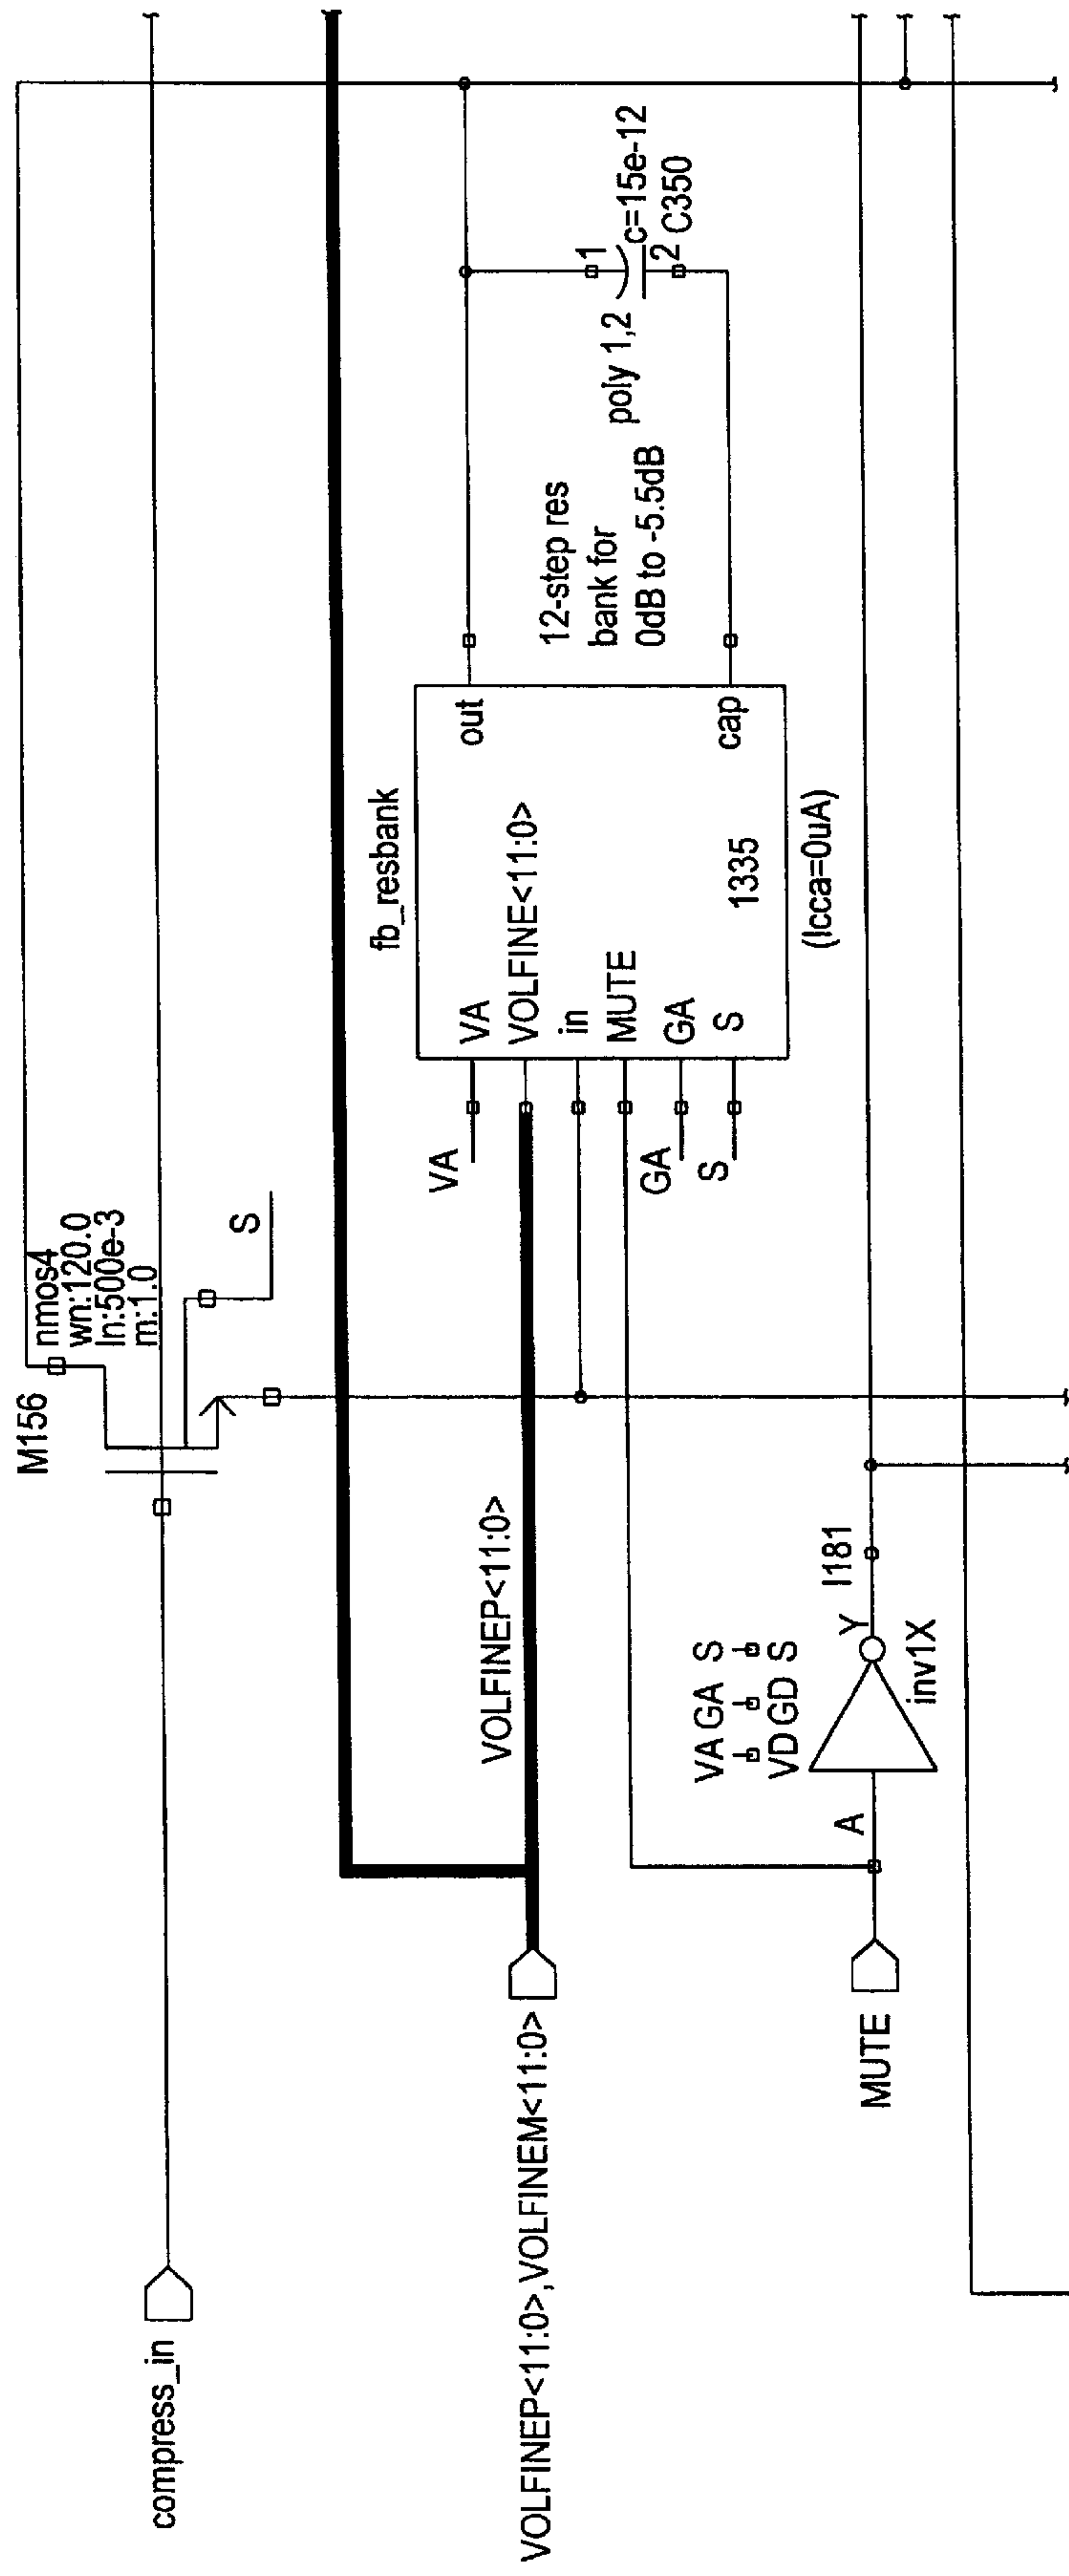 M156
nmos4
wn:120.0
ln:500e-3
m:1.0
S
compress_in
VOLFINEP<11:0>,VOLFINEM<11:0>
VOLFINEP<11:0>
fb_resbank
VA
VA
VOLFINE<11:0>
in
MUTE
GA
GA
S
S
out
cap
1335
(Icca=0uA)
12-step res
bank for
0dB to -5.5dB
poly 1,2
1
2
c=15e-12
C350
MUTE
A
VA GA S
VD GD S
Y
I181
inv1X